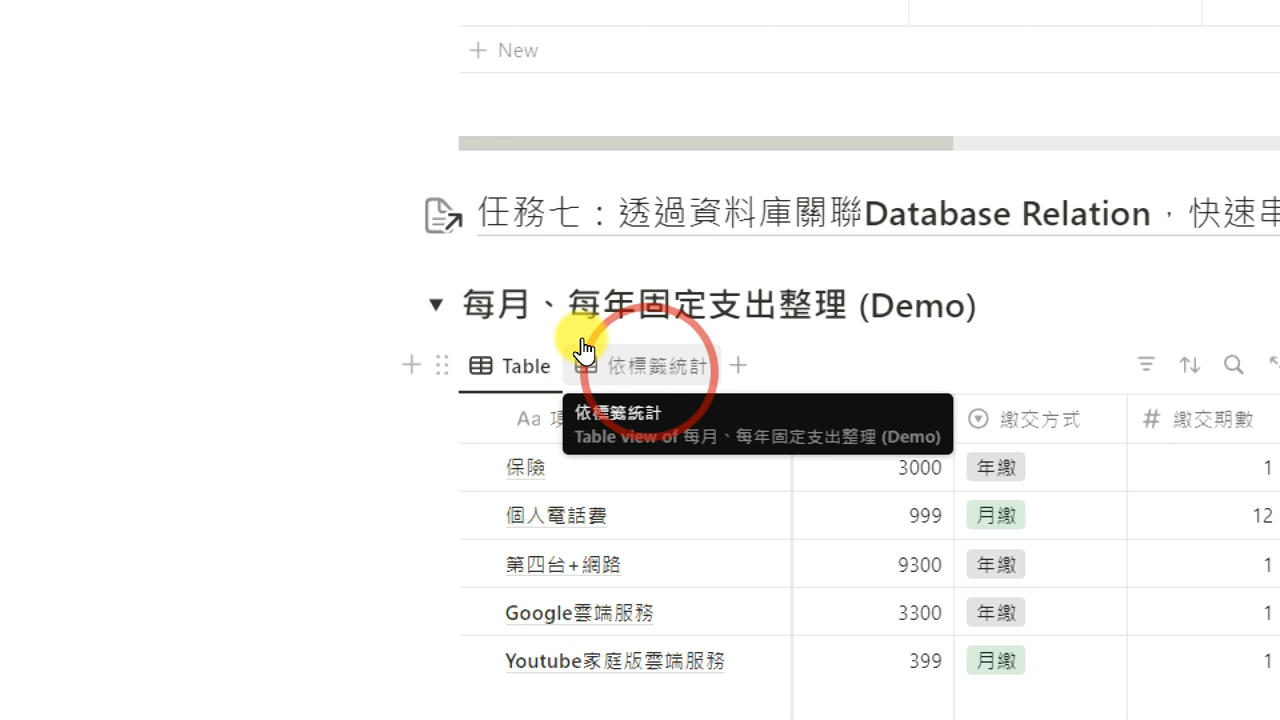 New
任務七：透過資料庫關聯Database Relation，快速
每月、每年固定支出整理 (Demo)
Table 依標籤統計
Aa
依標籤統計
Table view of 每月、每年固定支出整理 (Demo)
繳交方式 # 繳交期數
保險 3000 年繳 1
個人電話費 999 月繳 12
第四台+網路 9300 年繳 1
Google雲端服務 3300 年繳 1
Youtube家庭版雲端服務 399 月繳 1